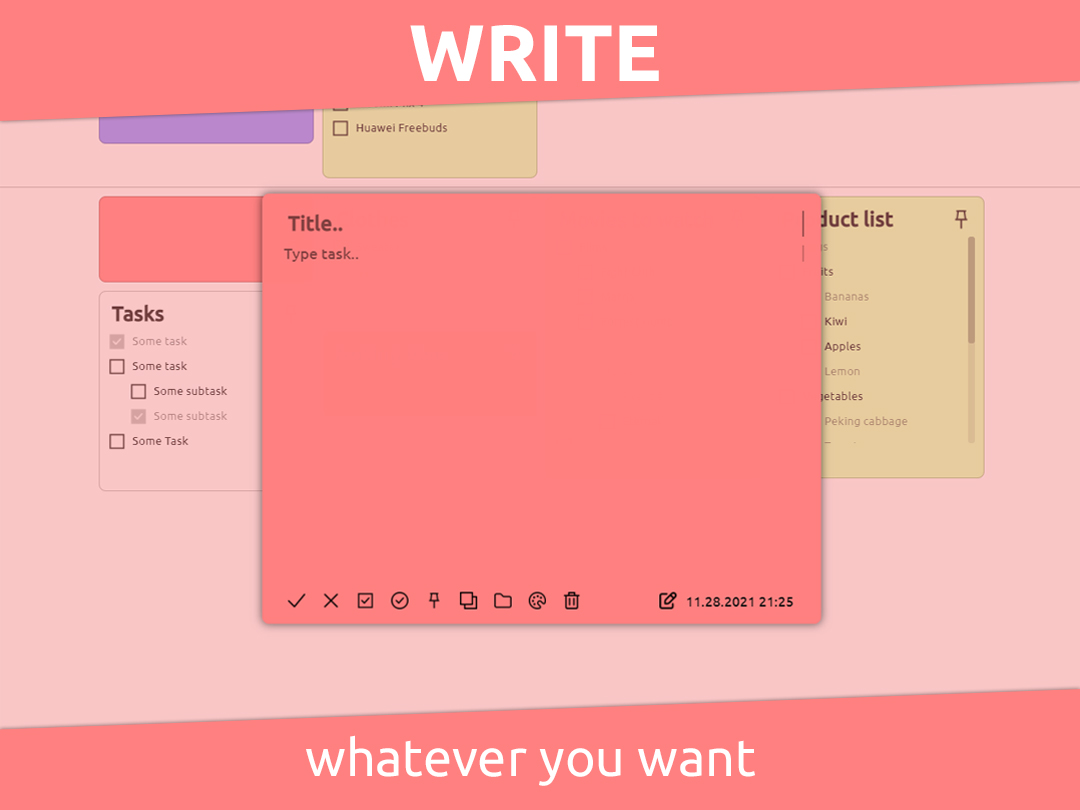 WRITE
Huawei Freebuds
Title..
Type task..
duct list
its
Bananas
Kiwi
Apples
Lemon
getables
Peking cabbage
Tasks
Some task
Some task
Some subtask
Some subtask
Some Task
11.28.2021 21:25
whatever you want